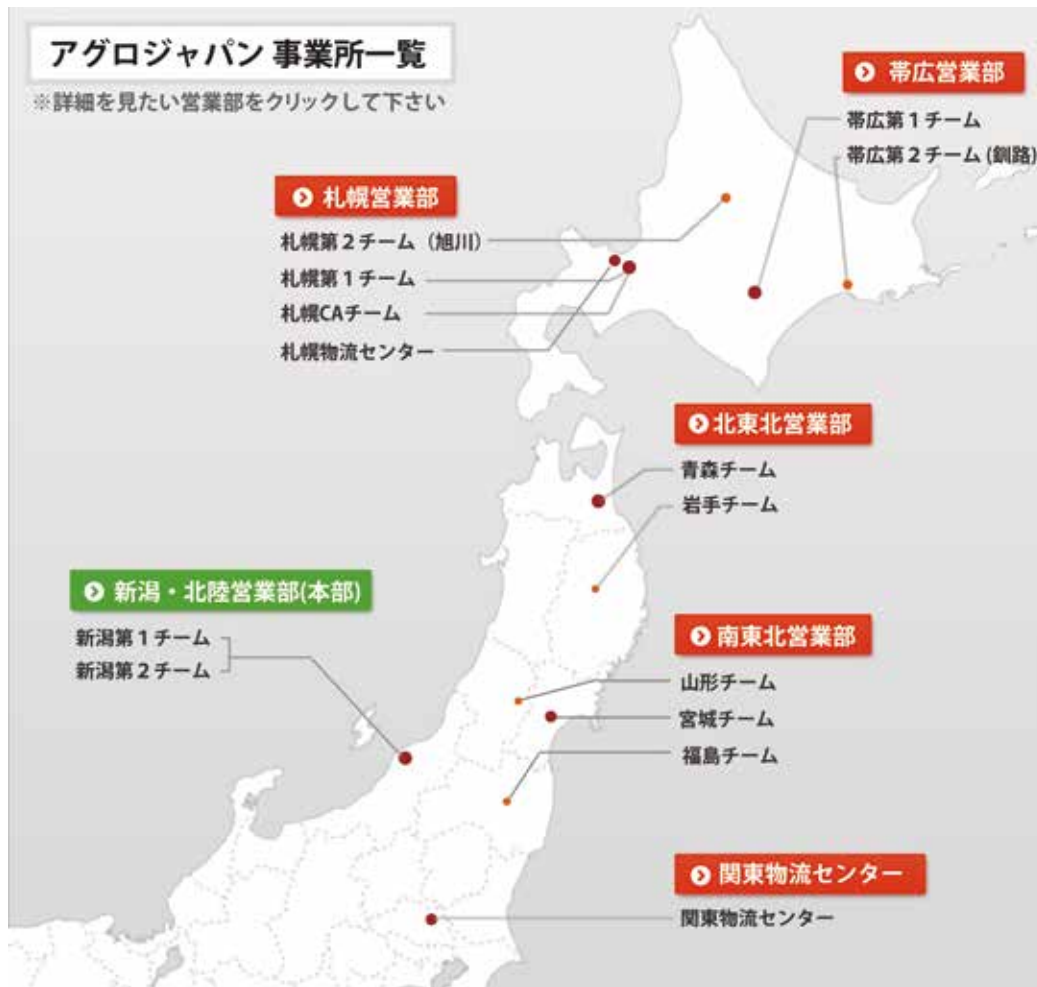 アグロジャパン 事業所一覧
※詳細を見たい営業部をクリックして下さい
帯広営業部
帯広第1チーム
帯広第2チーム(釧路)
札幌営業部
札幌第2チーム（旭川）
札幌第1チーム
札幌CAチーム
札幌物流センター
北東北営業部
青森チーム
岩手チーム
新潟・北陸営業部(本部)
新潟第1チーム
新潟第2チーム
南東北営業部
山形チーム
宮城チーム
福島チーム
関東物流センター
関東物流センター